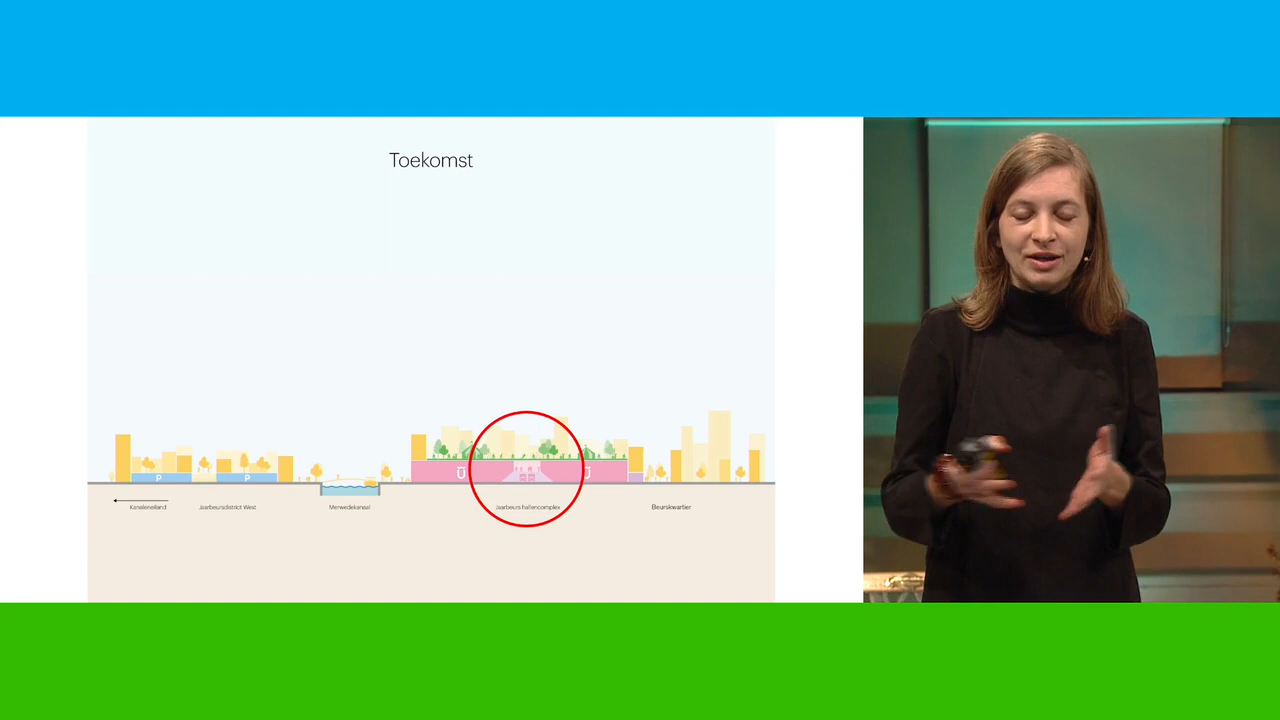 Toekomst
P
P
Ü
Ü
Kanaleneiland
Jaarbeursdistrict West
Merwedekanaal
Jaarbeurs hallencomplex
Beurskwartier